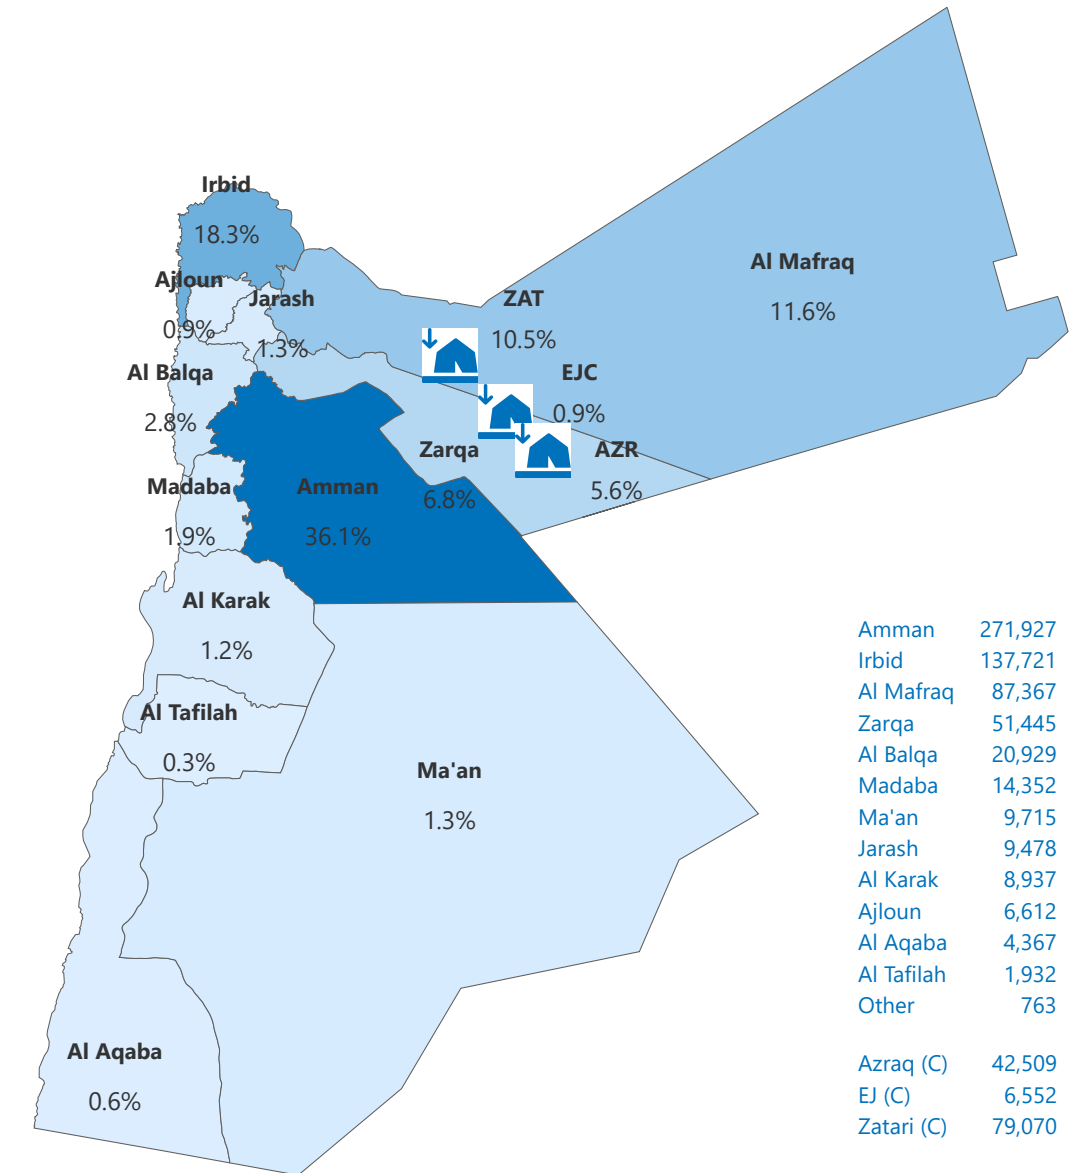 Irbid
18.3%
Al Mafraq
11.6%
Ajloun
0.9%
Jarash
1.3%
ZAT
10.5%
EJC
0.9%
Al Balqa
2.8%
Zarqa
6.8%
AZR
5.6%
Madaba
1.9%
Amman
36.1%
Al Karak
1.2%
Al Tafilah
0.3%
Ma'an
1.3%
Al Aqaba
0.6%
Amman 271,927
Irbid 137,721
Al Mafraq 87,367
Zarqa 51,445
Al Balqa 20,929
Madaba 14,352
Ma'an 9,715
Jarash 9,478
Al Karak 8,937
Ajloun 6,612
Al Aqaba 4,367
Al Tafilah 1,932
Other 763
Azraq (C) 42,509
EJ (C) 6,552
Zatari (C) 79,070